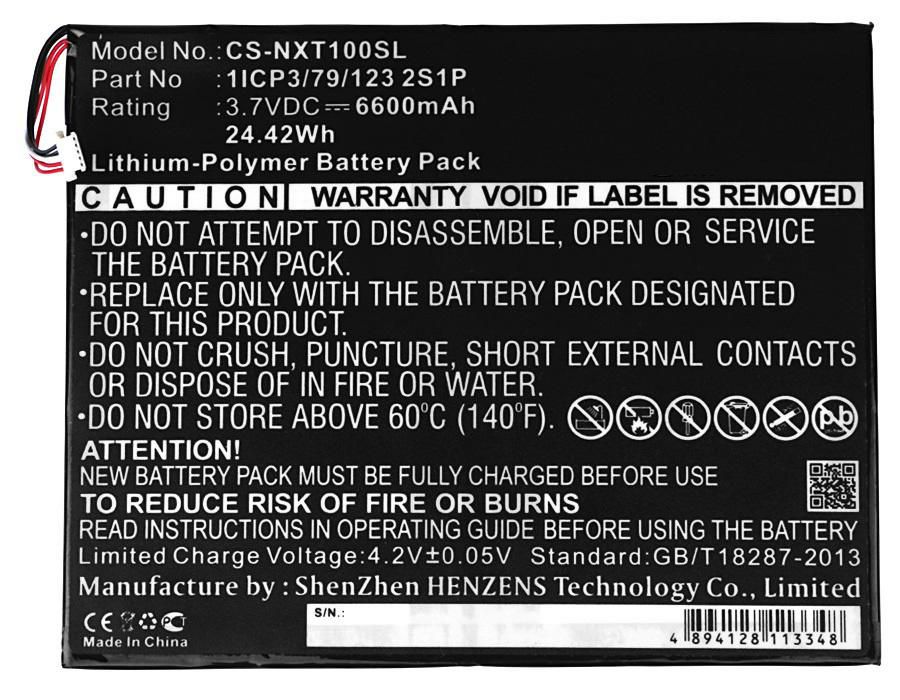 Model No.: CS-NXT100SL
Part No : 1ICP3/79/123 2S1P
Rating : 3.7VDC⎓6600mAh
24.42Wh
Lithium-Polymer Battery Pack
CAUTION WARRANTY VOID IF LABEL IS REMOVED
•DO NOT ATTEMPT TO DISASSEMBLE, OPEN OR SERVICE
THE BATTERY PACK.
•REPLACE ONLY WITH THE BATTERY PACK DESIGNATED
FOR THIS PRODUCT.
•DO NOT CRUSH, PUNCTURE, SHORT EXTERNAL CONTACTS
OR DISPOSE OF IN FIRE OR WATER.
•DO NOT STORE ABOVE 60°C (140°F). Pb
ATTENTION!
NEW BATTERY PACK MUST BE FULLY CHARGED BEFORE USE
TO REDUCE RISK OF FIRE OR BURNS
READ INSTRUCTIONS IN OPERATING GUIDE BEFORE USING THE BATTERY
Limited Charge Voltage:4.2V±0.05V Standard:GB/T18287-2013
Manufacture by : ShenZhen HENZENS Technology Co., Limited
CE
Made In China
S/N.:
4 894128 113348